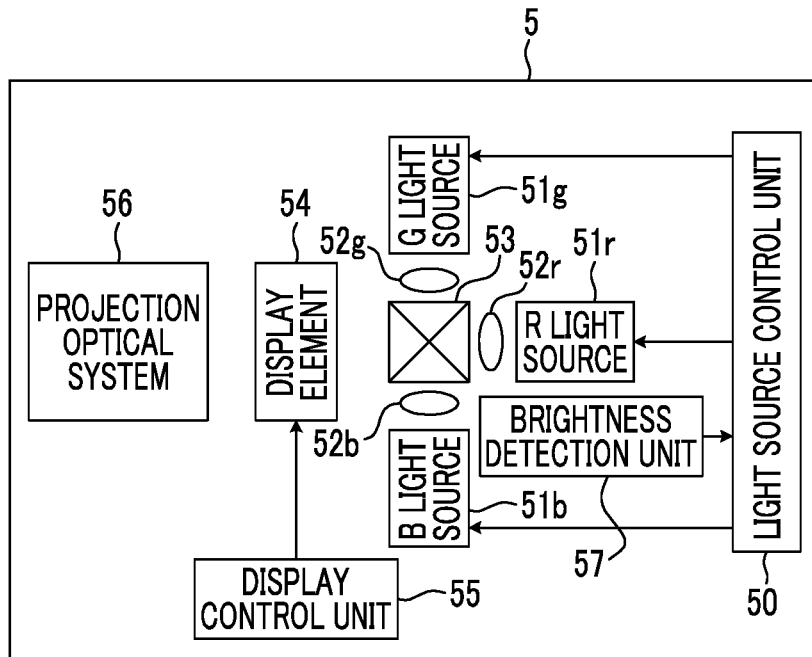 5
G LIGHT
SOURCE
51g
LIGHT SOURCE CONTROL UNIT
50
56
PROJECTION
OPTICAL
SYSTEM
54
DISPLAY
ELEMENT
52g
53
52r
51r
R LIGHT
SOURCE
52b
BRIGHTNESS
DETECTION UNIT
57
B LIGHT
SOURCE
51b
DISPLAY
CONTROL UNIT
55